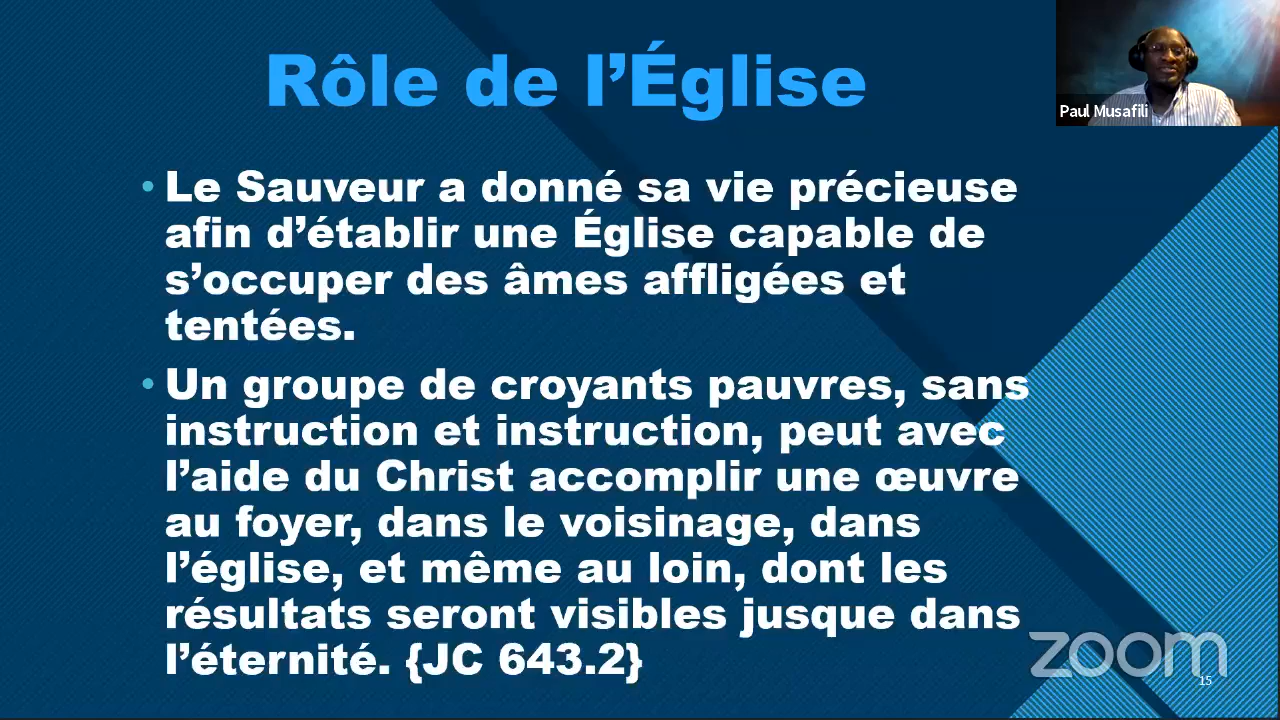 Rôle de l’Église
Paul Musafili
• Le Sauveur a donné sa vie précieuse
afin d’établir une Église capable de
s’occuper des âmes affligées et
tentées.
• Un groupe de croyants pauvres, sans
instruction et instruction, peut avec
l’aide du Christ accomplir une œuvre
au foyer, dans le voisinage, dans
l’église, et même au loin, dont les
résultats seront visibles jusque dans
l’éternité. {JC 643.2}
zoom
15